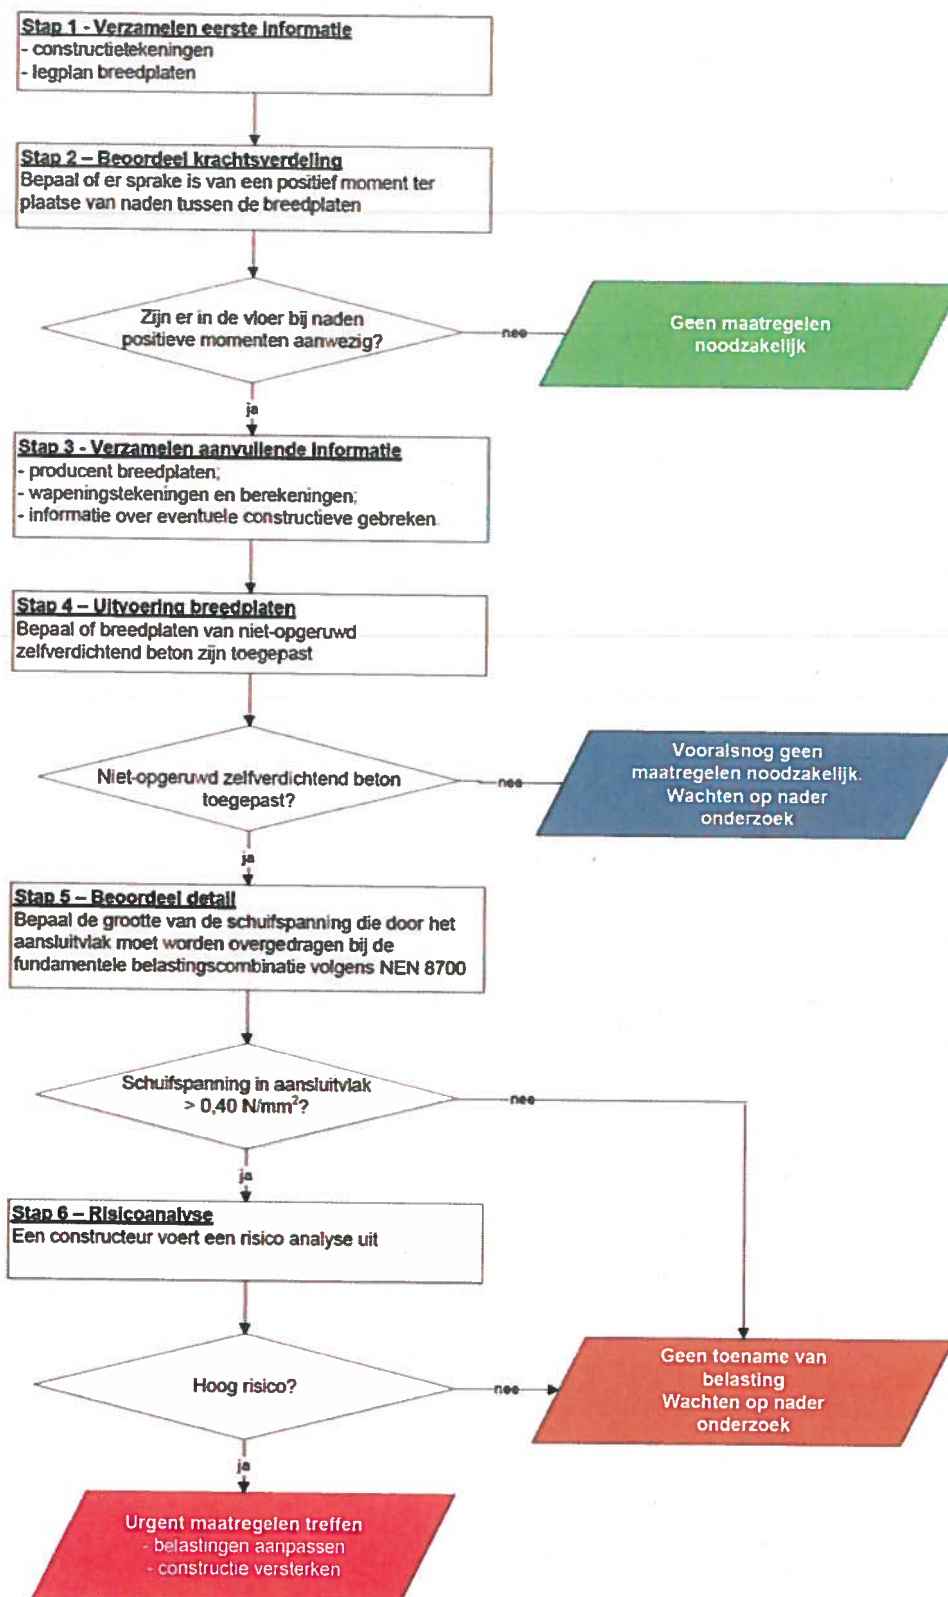 Stap 1 - Verzamelen eerste informatie
- constructietekeningen
- legplan breedplaten
Stap 2 – Beoordeel krachtsverdeling
Bepaal of er sprake is van een positief moment ter
plaatse van naden tussen de breedplaten
Zijn er in de vloer bij naden
positieve momenten aanwezig?
nee
Geen maatregelen
noodzakelijk
ja
Stap 3 - Verzamelen aanvullende informatie
- producent breedplaten;
- wapeningstekeningen en berekeningen;
- informatie over eventuele constructieve gebreken.
Stap 4 – Uitvoering breedplaten
Bepaal of breedplaten van niet-opgeruwd
zelfverdichtend beton zijn toegepast
Niet-opgeruwd zelfverdichtend beton
toegepast?
nee
Vooralsnog geen
maatregelen noodzakelijk.
Wachten op nader
onderzoek
ja
Stap 5 – Beoordeel detail
Bepaal de grootte van de schuifspanning die door het
aansluitvlak moet worden overgedragen bij de
fundamentele belastingscombinatie volgens NEN 8700
Schuifspanning in aansluitvlak
> 0,40 N/mm²?
nee
ja
Stap 6 – Risicoanalyse
Een constructeur voert een risico analyse uit
Hoog risico?
nee
Geen toename van
belasting
Wachten op nader
onderzoek
ja
Urgent maatregelen treffen
- belastingen aanpassen
- constructie versterken